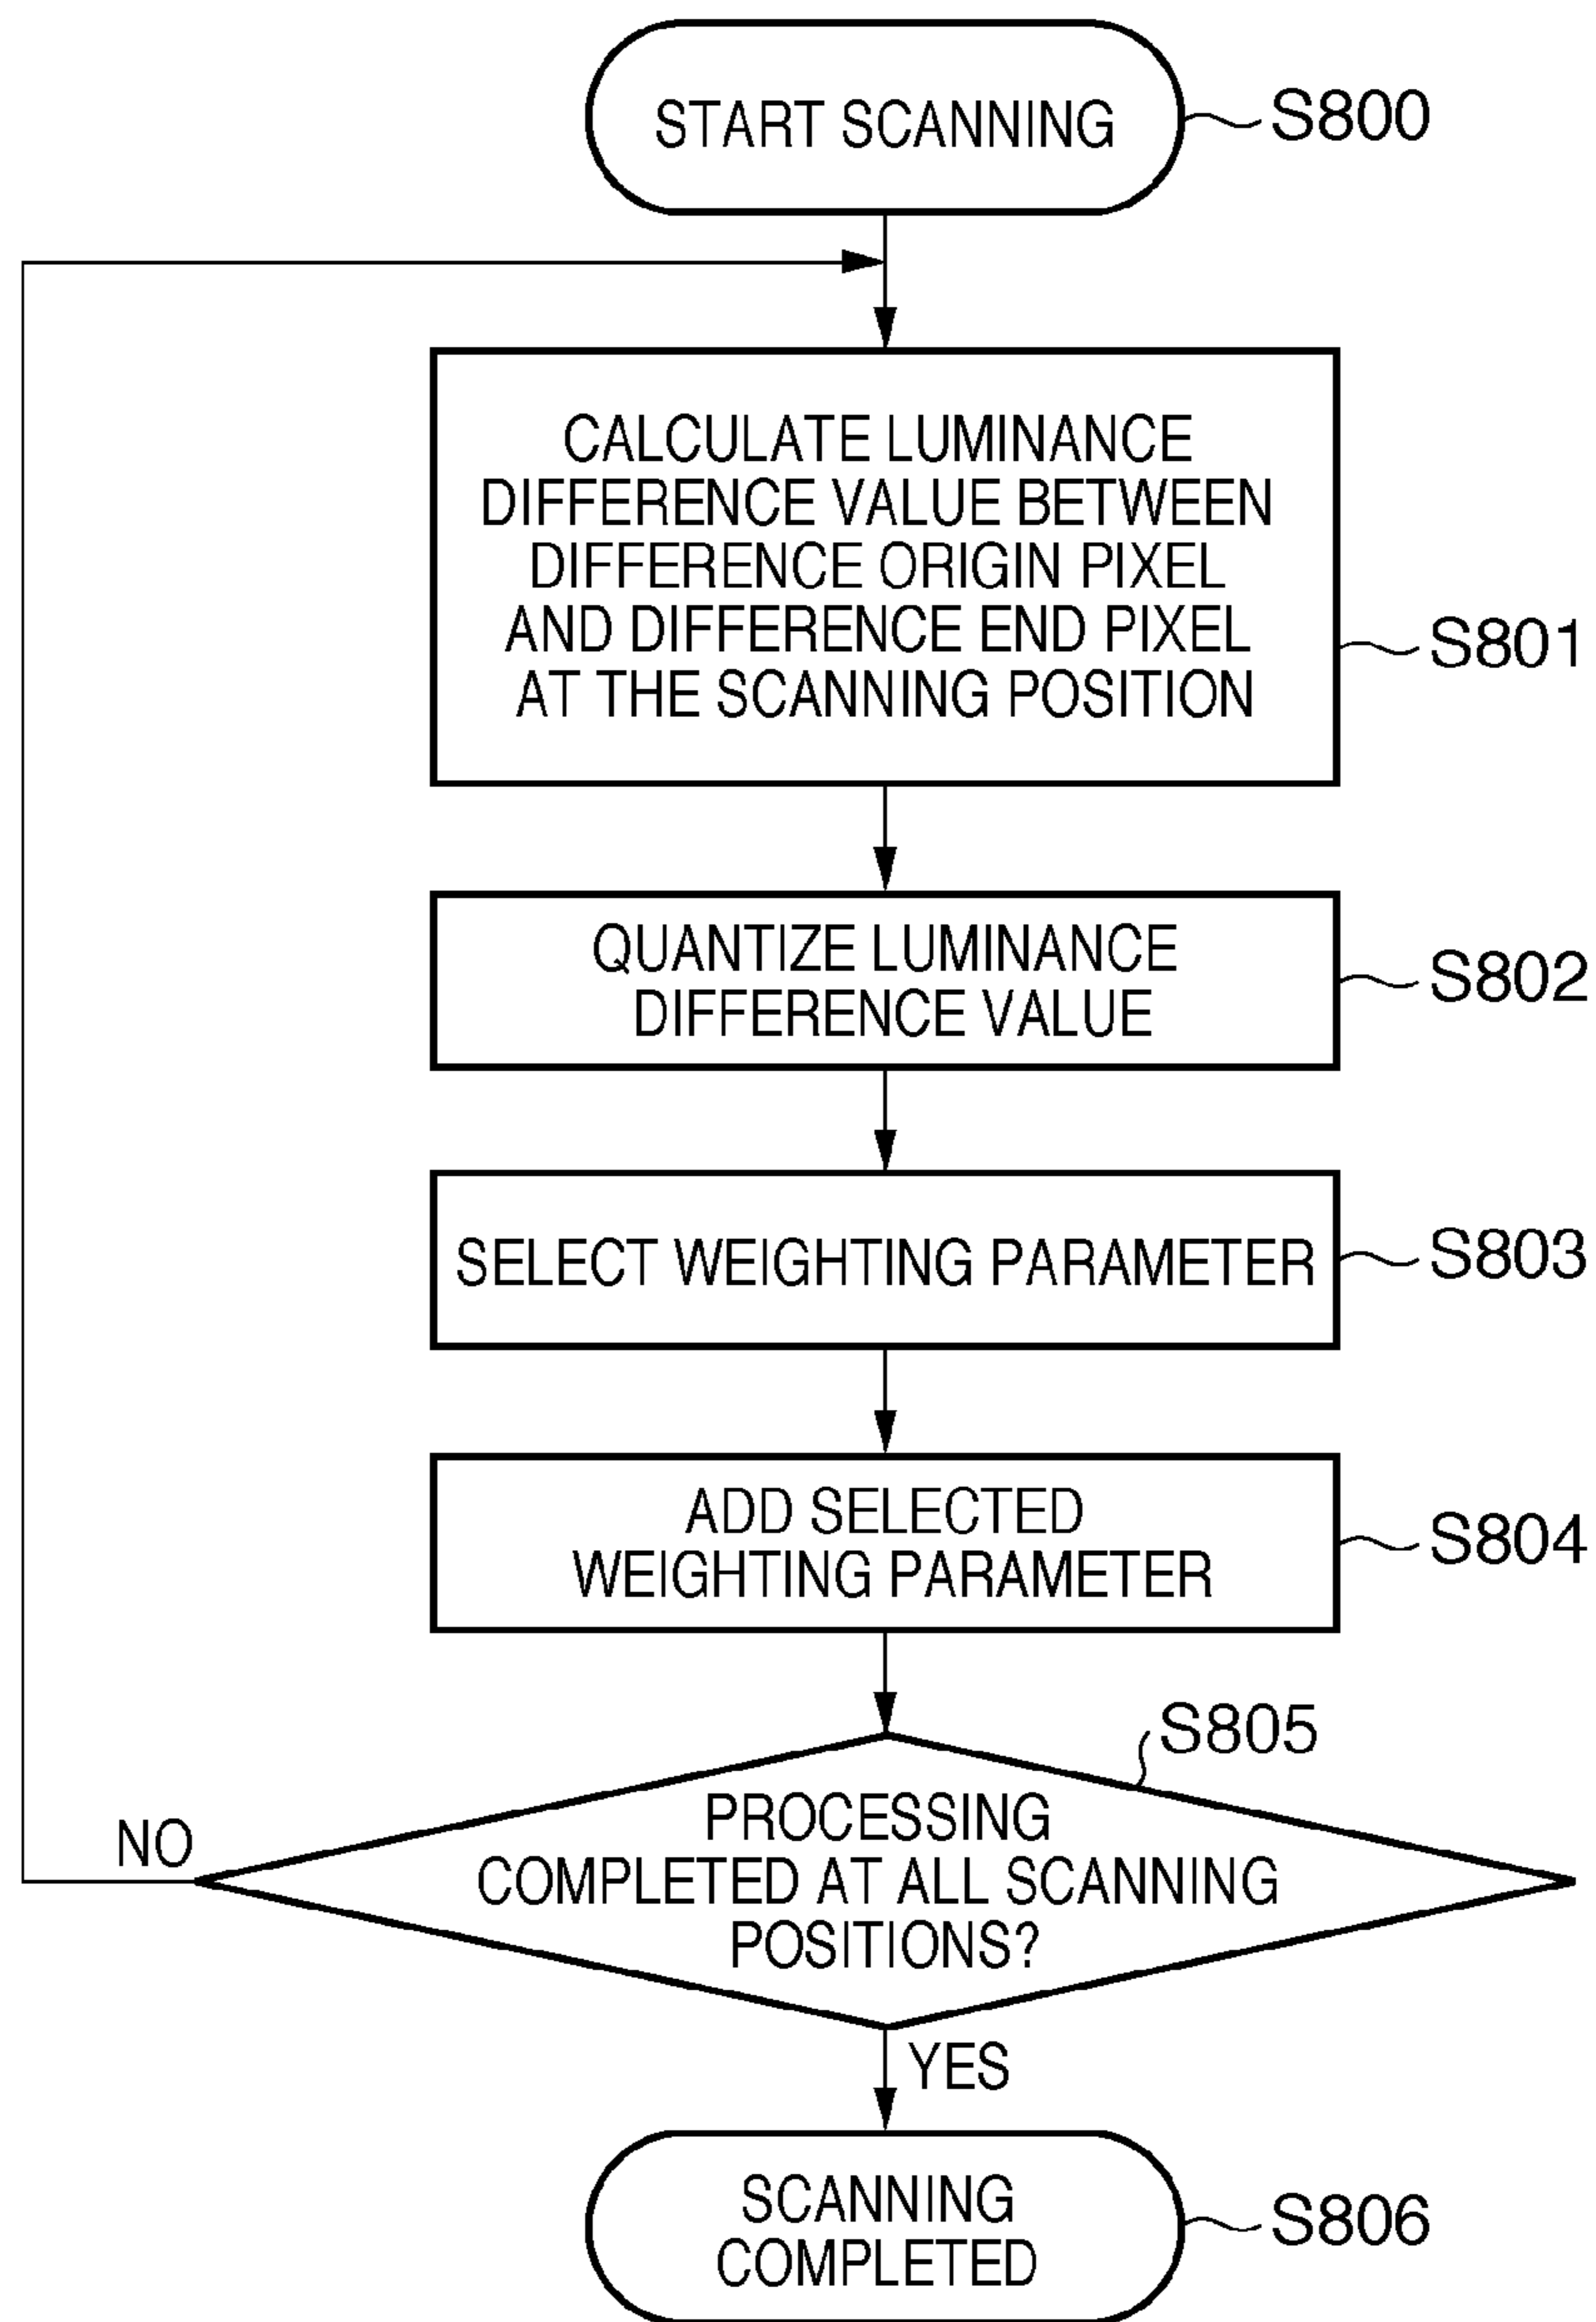 START SCANNING
S800
CALCULATE LUMINANCE
DIFFERENCE VALUE BETWEEN
DIFFERENCE ORIGIN PIXEL
AND DIFFERENCE END PIXEL
AT THE SCANNING POSITION
S801
QUANTIZE LUMINANCE
DIFFERENCE VALUE
S802
SELECT WEIGHTING PARAMETER
S803
ADD SELECTED
WEIGHTING PARAMETER
S804
S805
PROCESSING
COMPLETED AT ALL SCANNING
POSITIONS?
NO
YES
SCANNING
COMPLETED
S806